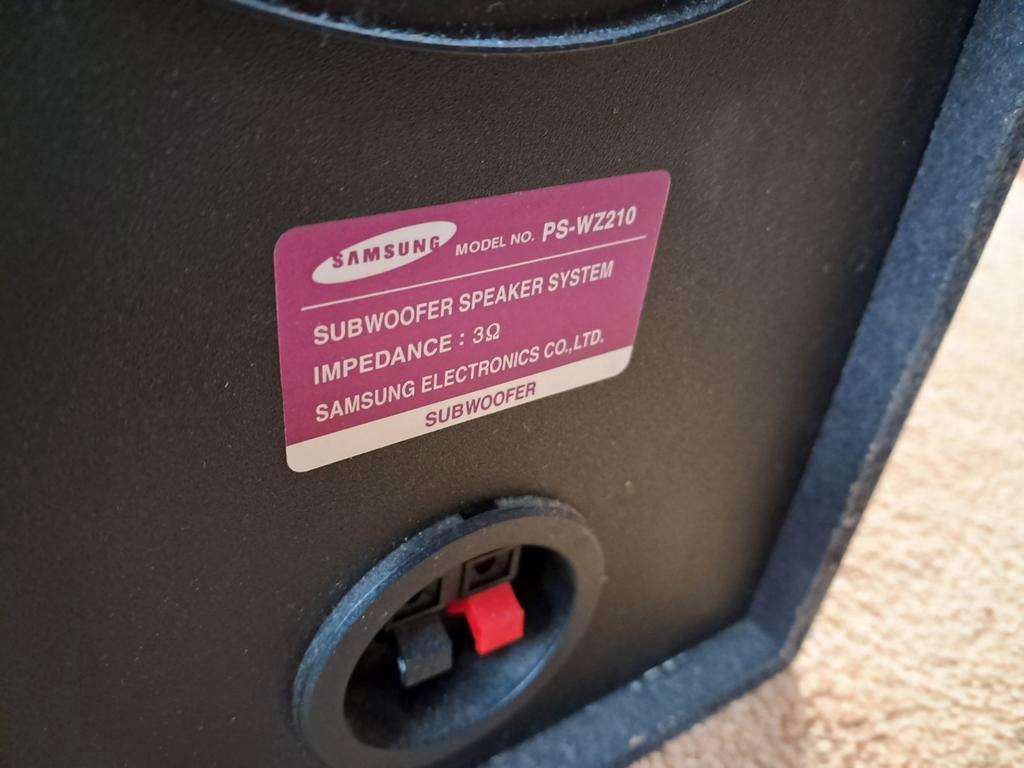 SAMSUNG MODEL NO. PS-WZ210
SUBWOOFER SPEAKER SYSTEM
IMPEDANCE : 3Ω
SAMSUNG ELECTRONICS CO.,LTD.
SUBWOOFER